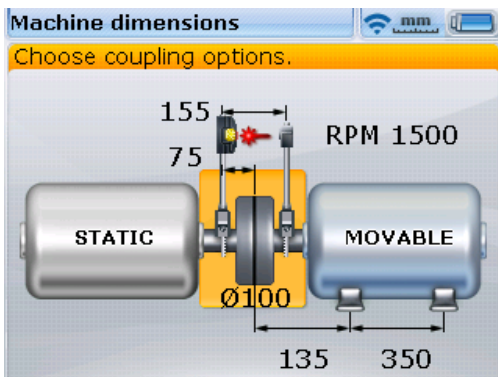 Machine dimensions
mm
Choose coupling options.
155
RPM 1500
75
STATIC
MOVABLE
Ø100
135 350